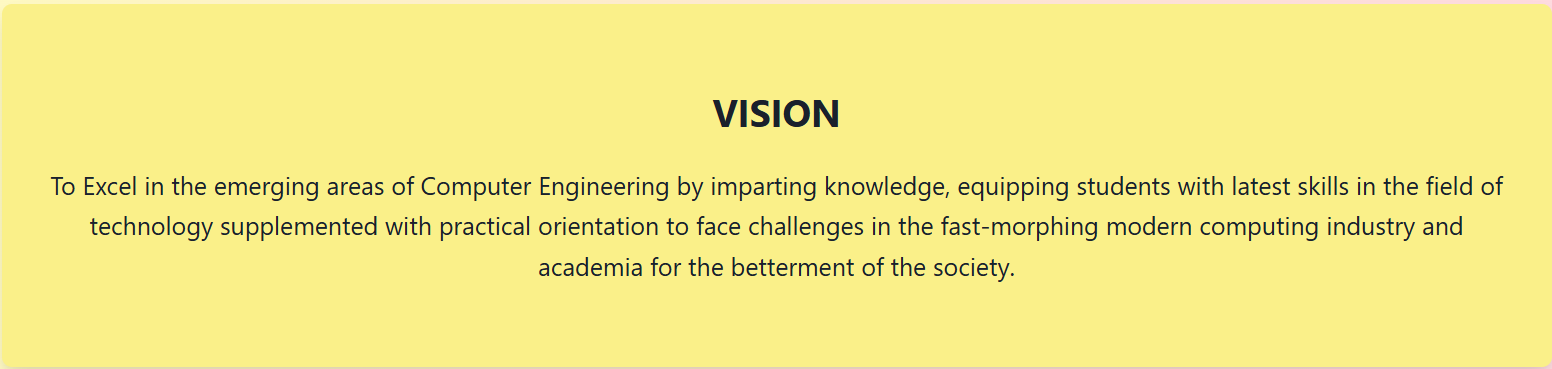 VISION
To Excel in the emerging areas of Computer Engineering by imparting knowledge, equipping students with latest skills in the field of
technology supplemented with practical orientation to face challenges in the fast-morphing modern computing industry and
academia for the betterment of the society.